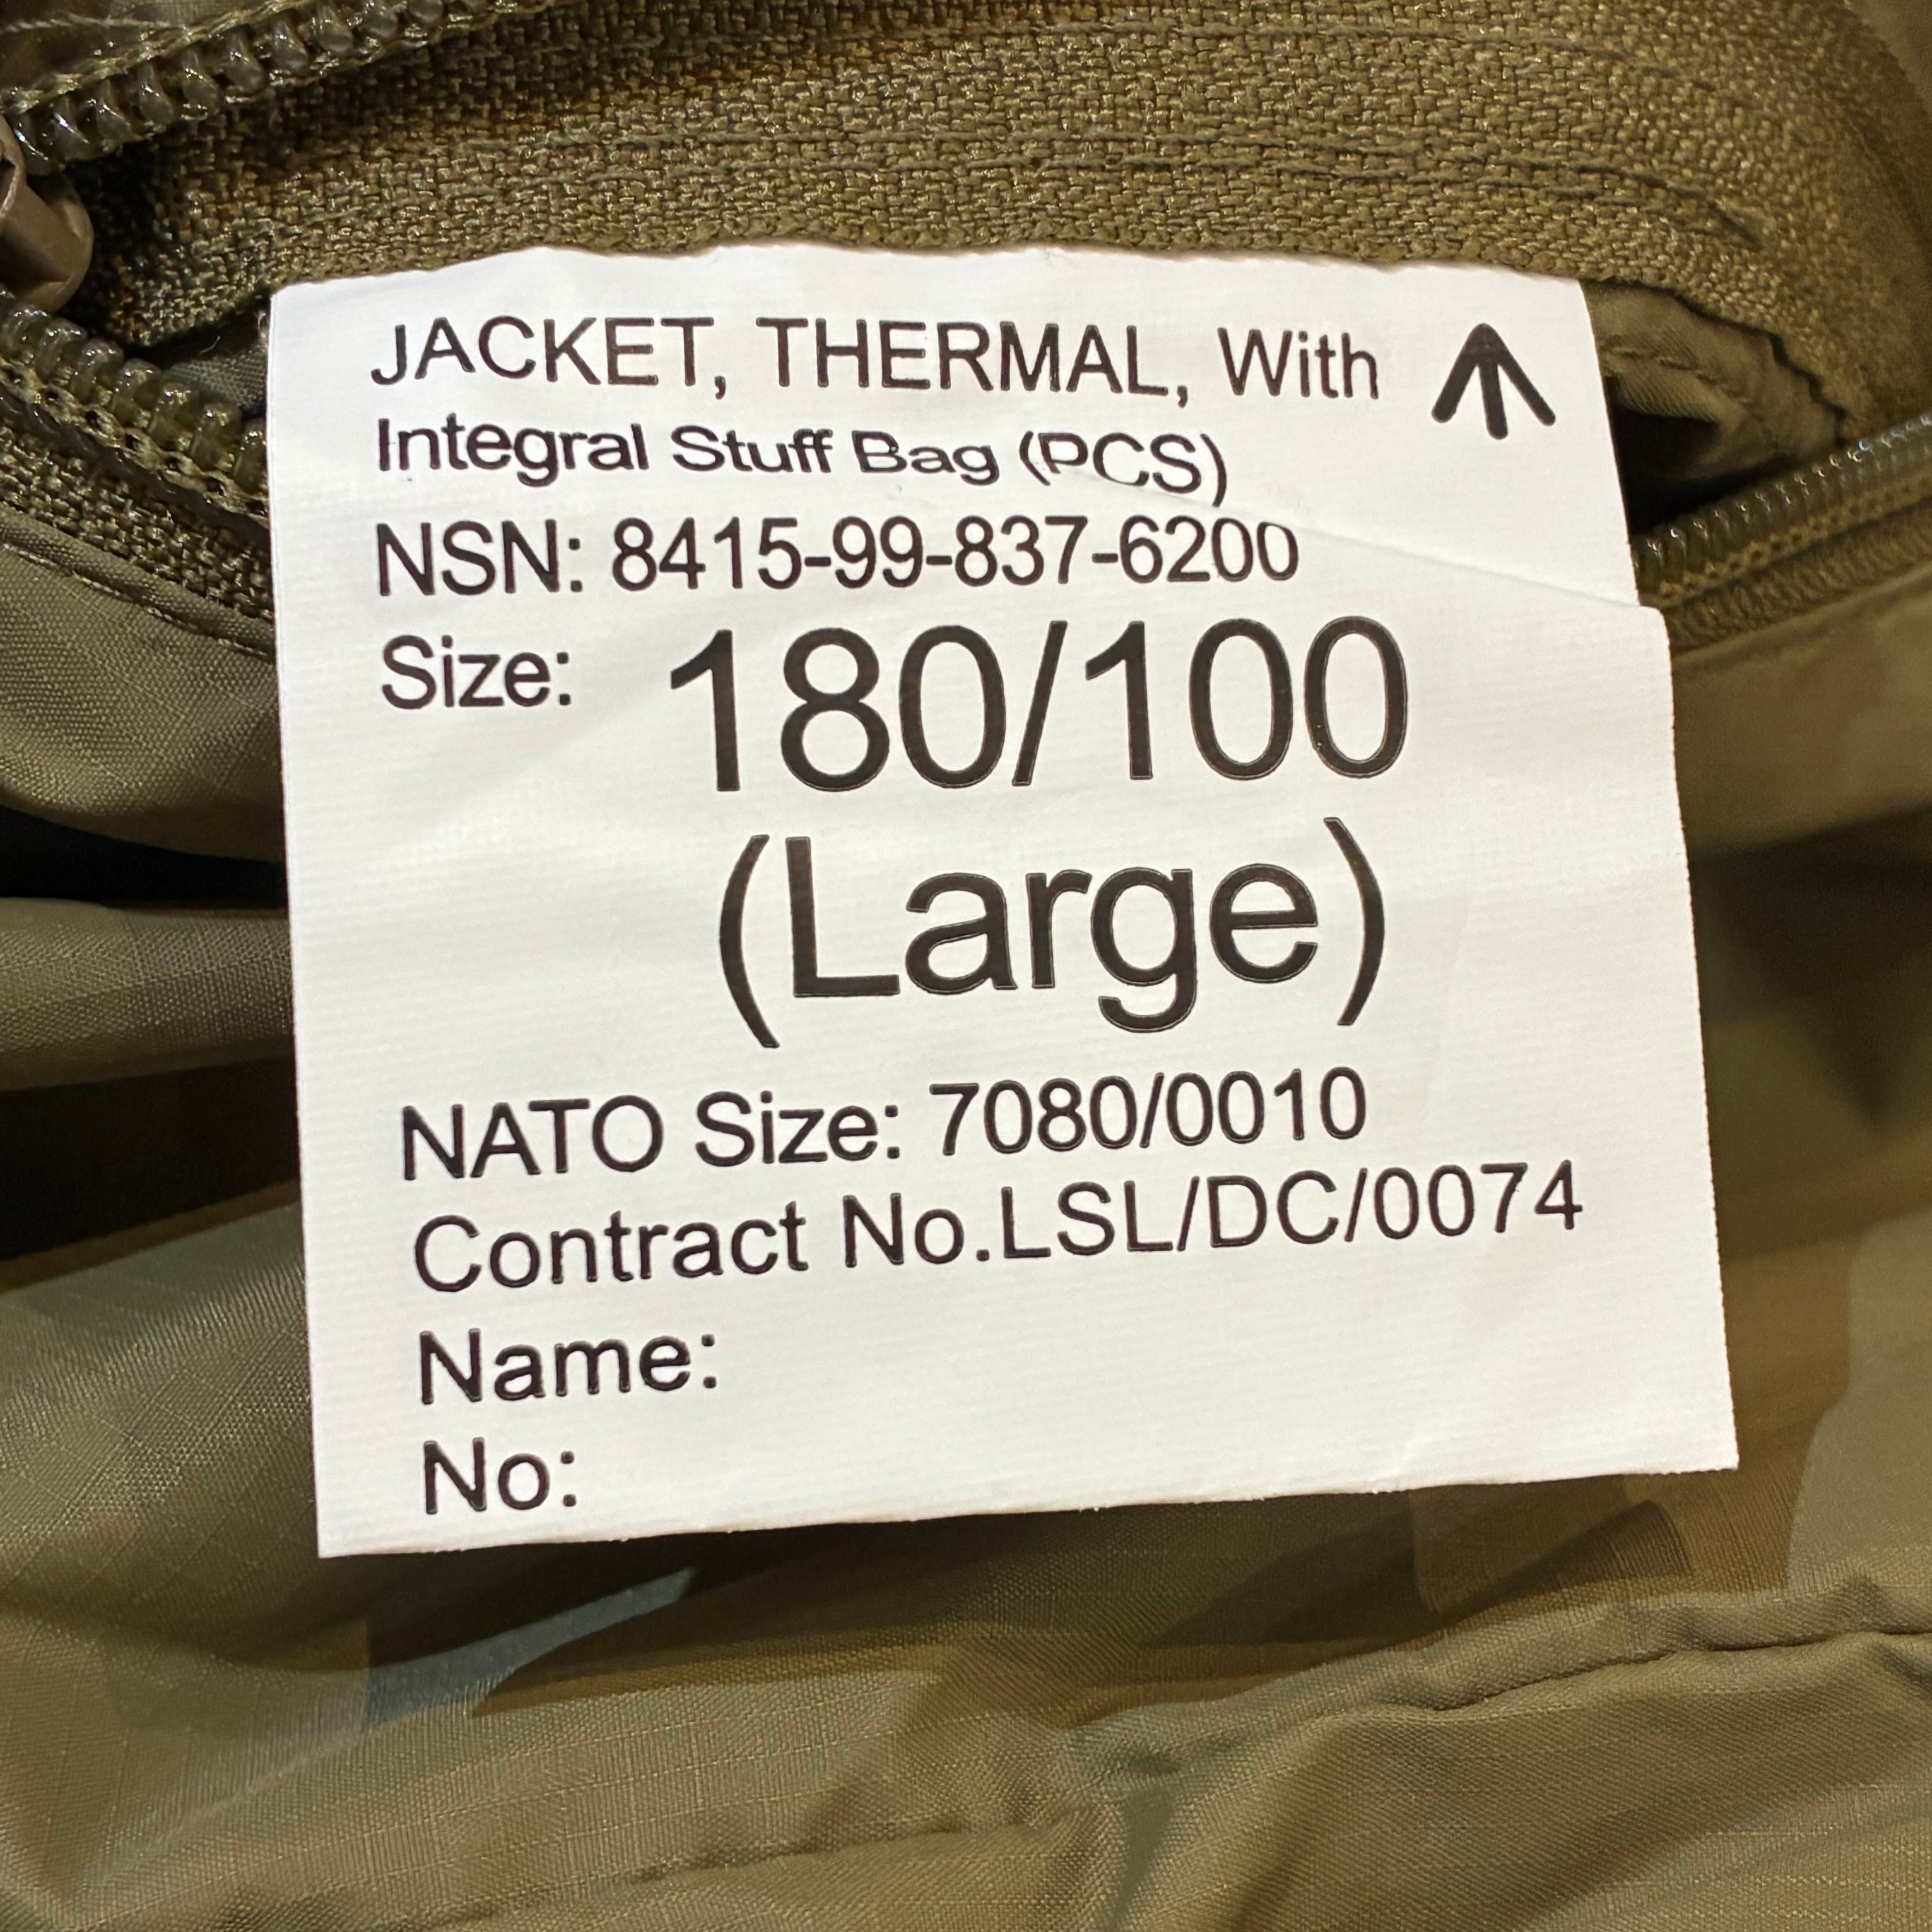 JACKET, THERMAL, With
Integral Stuff Bag (PCS)
NSN: 8415-99-837-6200
Size: 180/100
(Large)
NATO Size: 7080/0010
Contract No.LSL/DC/0074
Name:
No: